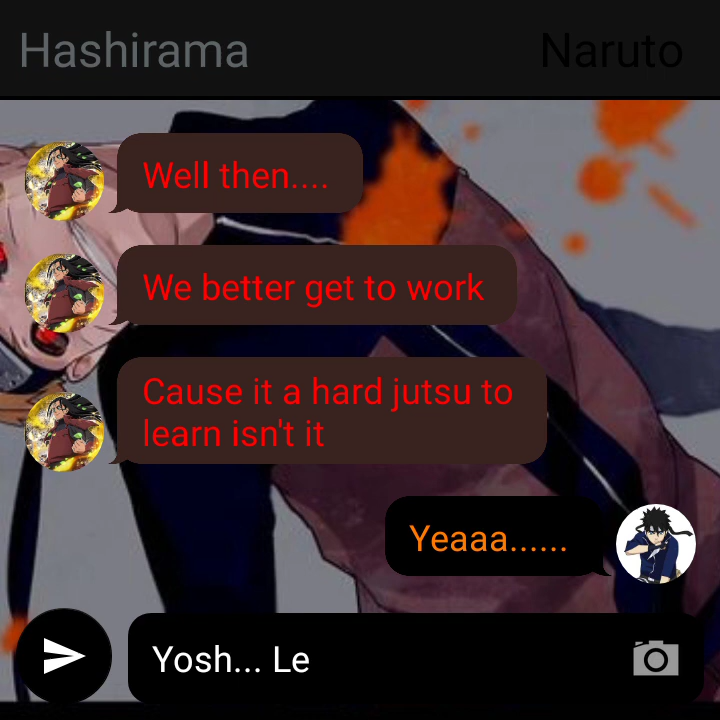 Hashirama
Naruto
Well then....
We better get to work
Cause it a hard jutsu to
learn isn't it
Yeaaa......
Yosh... Le